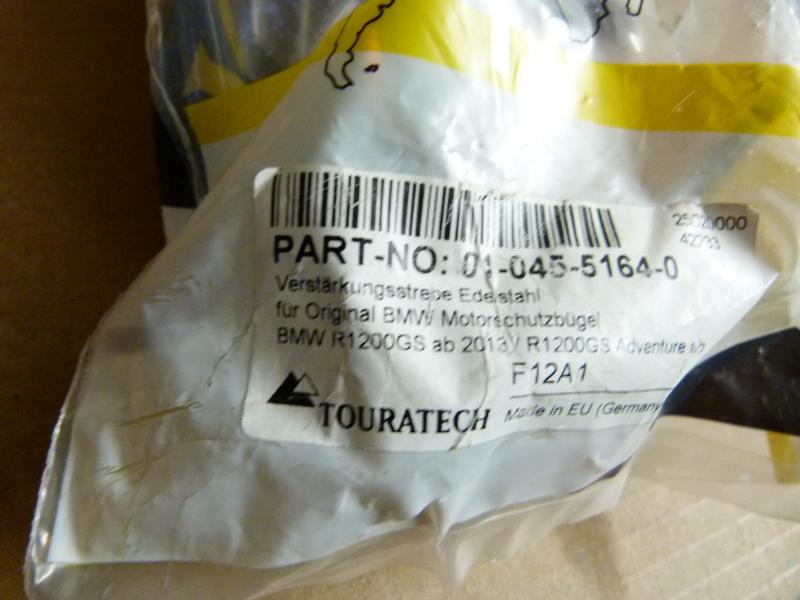 25020000
42733
PART-NO: 01-045-5164-0
Verstärkungsstrebe Edelstahl
für Original BMW Motorschutzbügel
BMW R1200GS ab 2013/ R1200GS Adventure ab
F12A1
TOURATECH
Made in EU (Germany